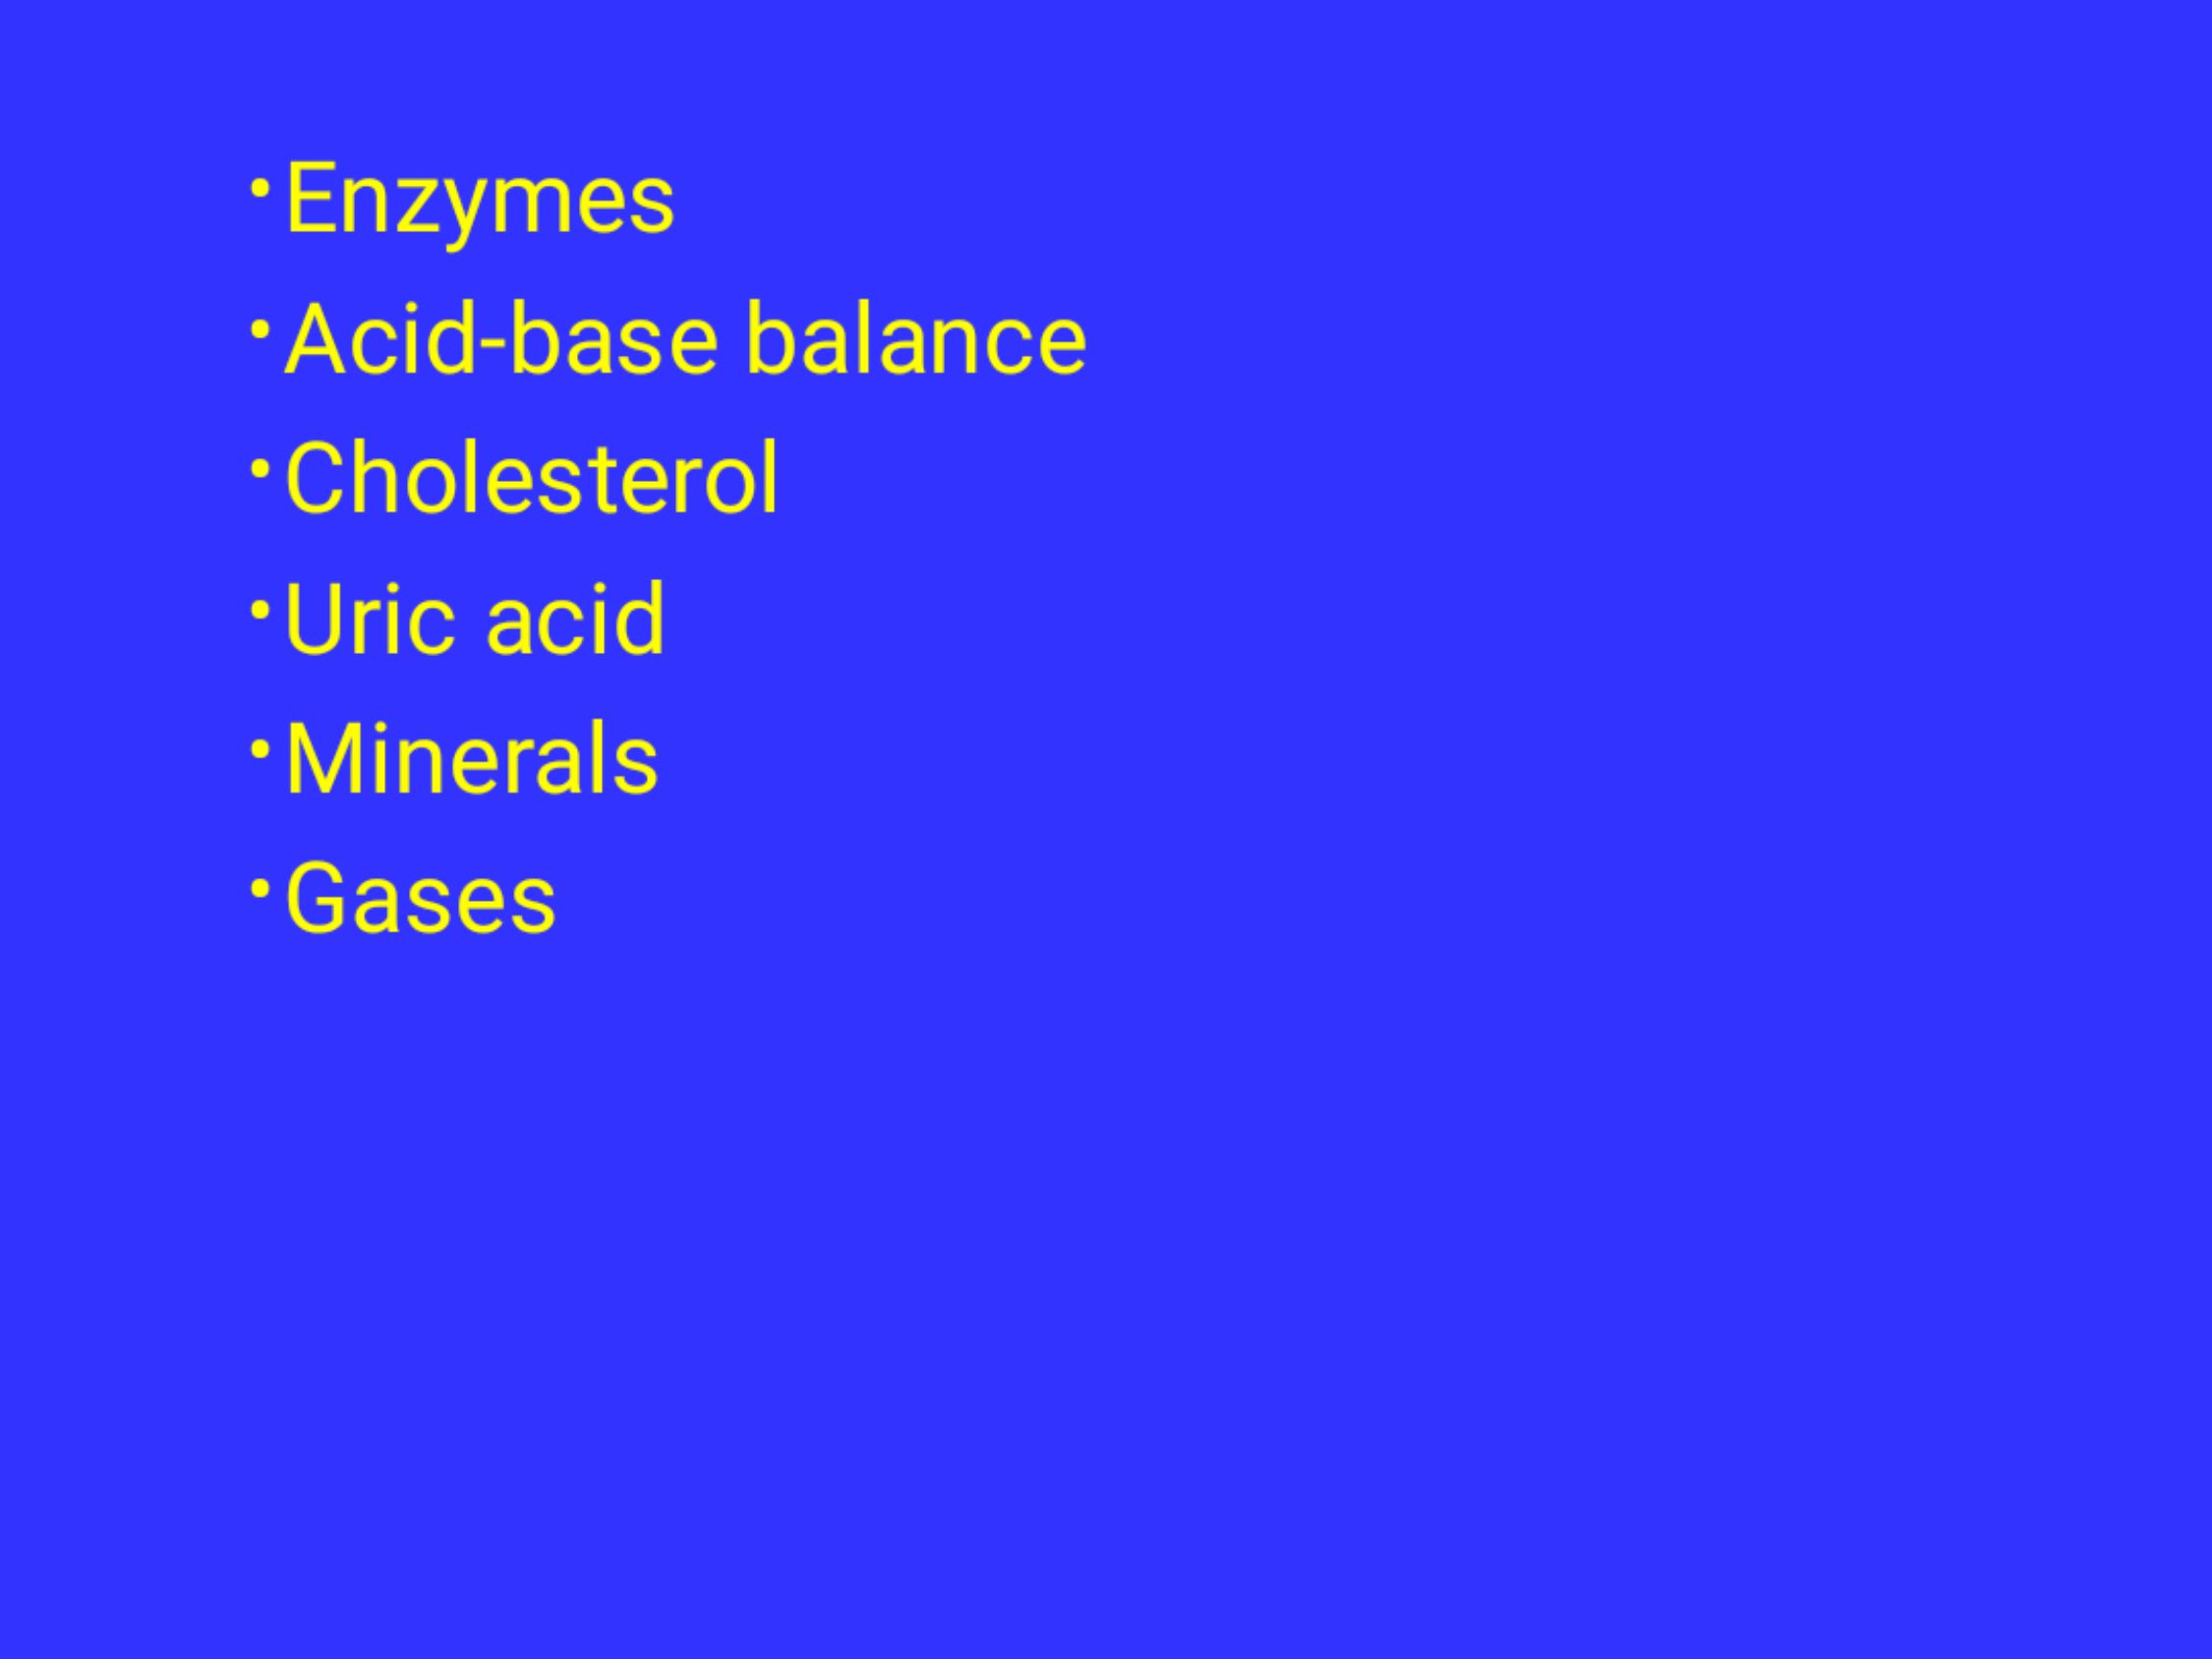 •Enzymes
•Acid-base balance
•Cholesterol
•Uric acid
•Minerals
•Gases